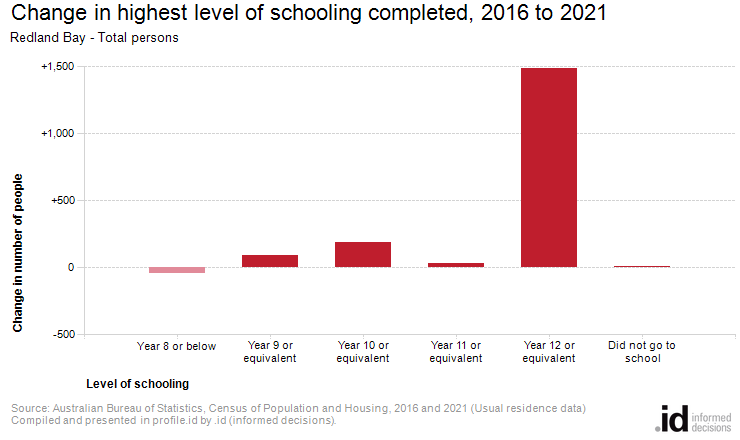 Change in highest level of schooling completed, 2016 to 2021
Redland Bay - Total persons
Change in number of people
+1,500
+1,000
+500
0
-500
Year 8 or below
Year 9 or
equivalent
Year 10 or
equivalent
Year 11 or
equivalent
Year 12 or
equivalent
Did not go to
school
Level of schooling
Source: Australian Bureau of Statistics, Census of Population and Housing, 2016 and 2021 (Usual residence data)
Compiled and presented in profile.id by .id (informed decisions).
.id informed
decisions